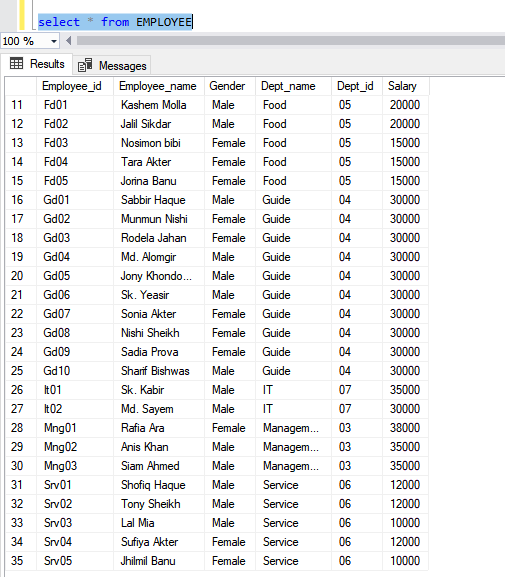 select * from EMPLOYEE
100 %
Results Messages
Employee_id Employee_name Gender Dept_name Dept_id Salary
11 Fd01 Kashem Molla Male Food 05 20000
12 Fd02 Jalil Sikdar Male Food 05 20000
13 Fd03 Nosimon bibi Female Food 05 15000
14 Fd04 Tara Akter Female Food 05 15000
15 Fd05 Jorina Banu Female Food 05 15000
16 Gd01 Sabbir Haque Male Guide 04 30000
17 Gd02 Munmun Nishi Female Guide 04 30000
18 Gd03 Rodela Jahan Female Guide 04 30000
19 Gd04 Md. Alomgir Male Guide 04 30000
20 Gd05 Jony Khondo... Male Guide 04 30000
21 Gd06 Sk. Yeasir Male Guide 04 30000
22 Gd07 Sonia Akter Female Guide 04 30000
23 Gd08 Nishi Sheikh Female Guide 04 30000
24 Gd09 Sadia Prova Female Guide 04 30000
25 Gd10 Sharif Bishwas Male Guide 04 30000
26 It01 Sk. Kabir Male IT 07 35000
27 It02 Md. Sayem Male IT 07 30000
28 Mng01 Rafia Ara Female Managem... 03 38000
29 Mng02 Anis Khan Male Managem... 03 35000
30 Mng03 Siam Ahmed Male Managem... 03 35000
31 Srv01 Shofiq Haque Male Service 06 12000
32 Srv02 Tony Sheikh Male Service 06 12000
33 Srv03 Lal Mia Male Service 06 10000
34 Srv04 Sufiya Akter Female Service 06 12000
35 Srv05 Jhilmil Banu Female Service 06 10000